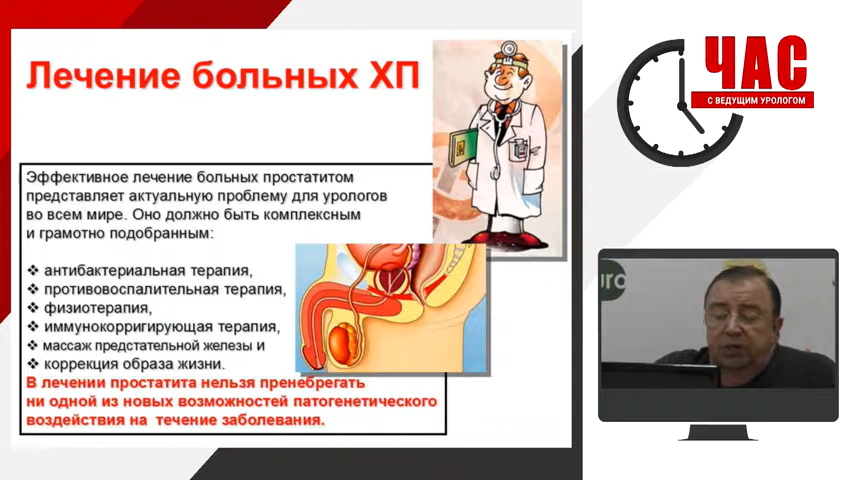 Лечение больных ХП
Эффективное лечение больных простатитом
представляет актуальную проблему для урологов
во всем мире. Оно должно быть комплексным
и грамотно подобранным:
❖ антибактериальная терапия,
❖ противовоспалительная терапия,
❖ физиотерапия,
❖ иммунокорригирующая терапия,
❖ массаж предстательной железы и
❖ коррекция образа жизни.
В лечении простатита нельзя пренебрегать
ни одной из новых возможностей патогенетического
воздействия на течение заболевания.
ЧАС
С ВЕДУЩИМ УРОЛОГОМ
uro